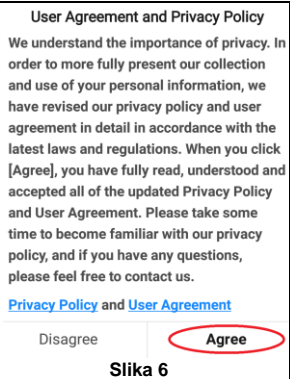 User Agreement and Privacy Policy
We understand the importance of privacy. In
order to more fully present our collection
and use of your personal information, we
have revised our privacy policy and user
agreement in detail in accordance with the
latest laws and regulations. When you click
[Agree], you have fully read, understood and
accepted all of the updated Privacy Policy
and User Agreement. Please take some
time to become familiar with our privacy
policy, and if you have any questions,
please feel free to contact us.
Privacy Policy and User Agreement
Disagree Agree
Slika 6